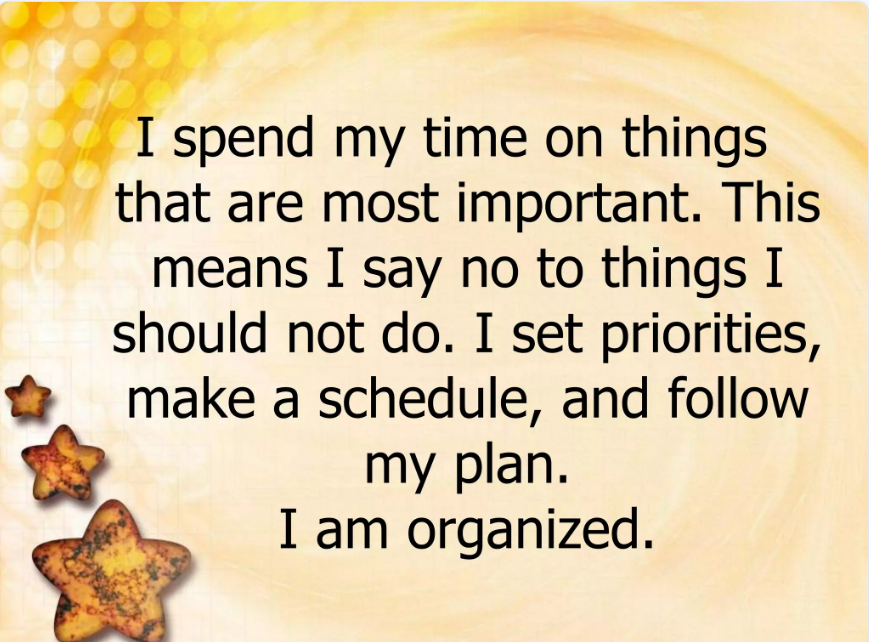 I spend my time on things
that are most important. This
means I say no to things I
should not do. I set priorities,
make a schedule, and follow
my plan.
I am organized.